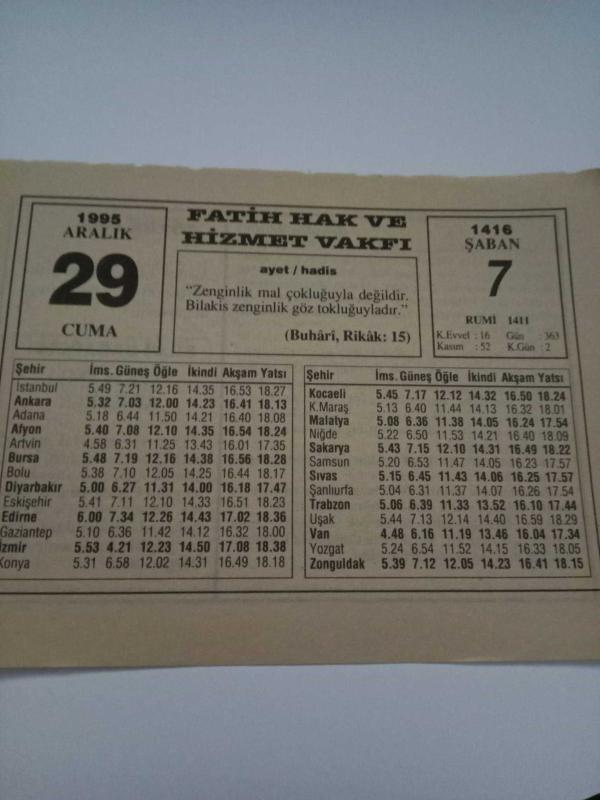 1995
ARALIK
29
CUMA
FATİH HAK VE
HİZMET VAKFI
ayet / hadis
“Zenginlik mal çokluğuyla değildir.
Bilakis zenginlik göz tokluğuyladır.”
(Buhârî, Rikâk: 15)
1416
ŞABAN
7
RUMİ 1411
K.Evvel : 16 Gün : 363
Kasım : 52 K.Gün : 2
Şehir İms. Güneş Öğle İkindi Akşam Yatsı
İstanbul 5.49 7.21 12.16 14.35 16.53 18.27
Ankara 5.32 7.03 12.00 14.23 16.41 18.13
Adana 5.18 6.44 11.50 14.21 16.40 18.08
Afyon 5.40 7.08 12.10 14.35 16.54 18.24
Artvin 4.58 6.31 11.25 13.43 16.01 17.35
Bursa 5.48 7.19 12.16 14.38 16.56 18.28
Bolu 5.38 7.10 12.05 14.25 16.44 18.17
Diyarbakır 5.00 6.27 11.31 14.00 16.18 17.47
Eskişehir 5.41 7.11 12.10 14.33 16.51 18.23
Edirne 6.00 7.34 12.26 14.43 17.02 18.36
Gaziantep 5.10 6.36 11.42 14.12 16.32 18.00
İzmir 5.53 4.21 12.23 14.50 17.08 18.38
Konya 5.31 6.58 12.02 14.31 16.49 18.18
Şehir İms. Güneş Öğle İkindi Akşam Yatsı
Kocaeli 5.45 7.17 12.12 14.32 16.50 18.24
K.Maraş 5.13 6.40 11.44 14.13 16.32 18.01
Malatya 5.08 6.36 11.38 14.05 16.24 17.54
Niğde 5.22 6.50 11.53 14.21 16.40 18.09
Sakarya 5.43 7.15 12.10 14.31 16.49 18.22
Samsun 5.20 6.53 11.47 14.05 16.23 17.57
Sıvas 5.15 6.45 11.43 14.06 16.25 17.57
Şanlıurfa 5.04 6.31 11.37 14.07 16.26 17.54
Trabzon 5.06 6.39 11.33 13.52 16.10 17.44
Uşak 5.44 7.13 12.14 14.40 16.59 18.29
Van 4.48 6.16 11.19 13.46 16.04 17.34
Yozgat 5.24 6.54 11.52 14.15 16.33 18.05
Zonguldak 5.39 7.12 12.05 14.23 16.41 18.15